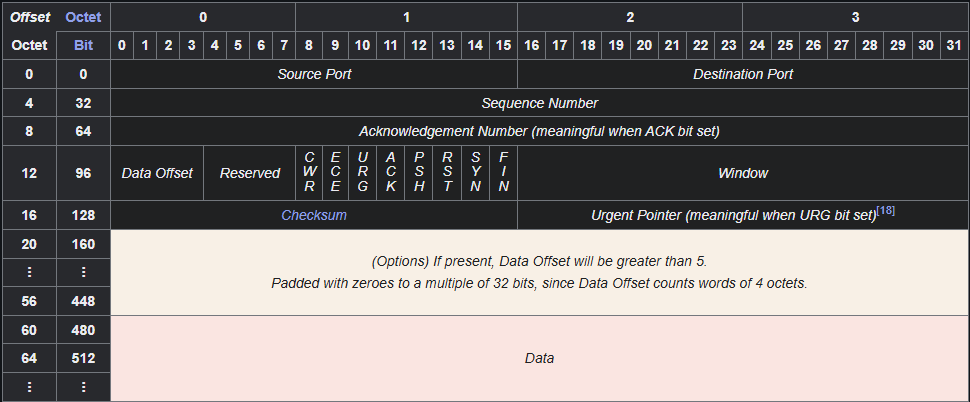 Offset Octet 0 1 2 3
Octet Bit 0 1 2 3 4 5 6 7 8 9 10 11 12 13 14 15 16 17 18 19 20 21 22 23 24 25 26 27 28 29 30 31
0 0 Source Port Destination Port
4 32 Sequence Number
8 64 Acknowledgement Number (meaningful when ACK bit set)
12 96 Data Offset Reserved CWR ECE URG ACK PSH RST SYN FIN Window
16 128 Checksum Urgent Pointer (meaningful when URG bit set)[18]
20 160 (Options) If present, Data Offset will be greater than 5.
⋮ ⋮ Padded with zeroes to a multiple of 32 bits, since Data Offset counts words of 4 octets.
56 448
60 480
64 512 Data
⋮ ⋮